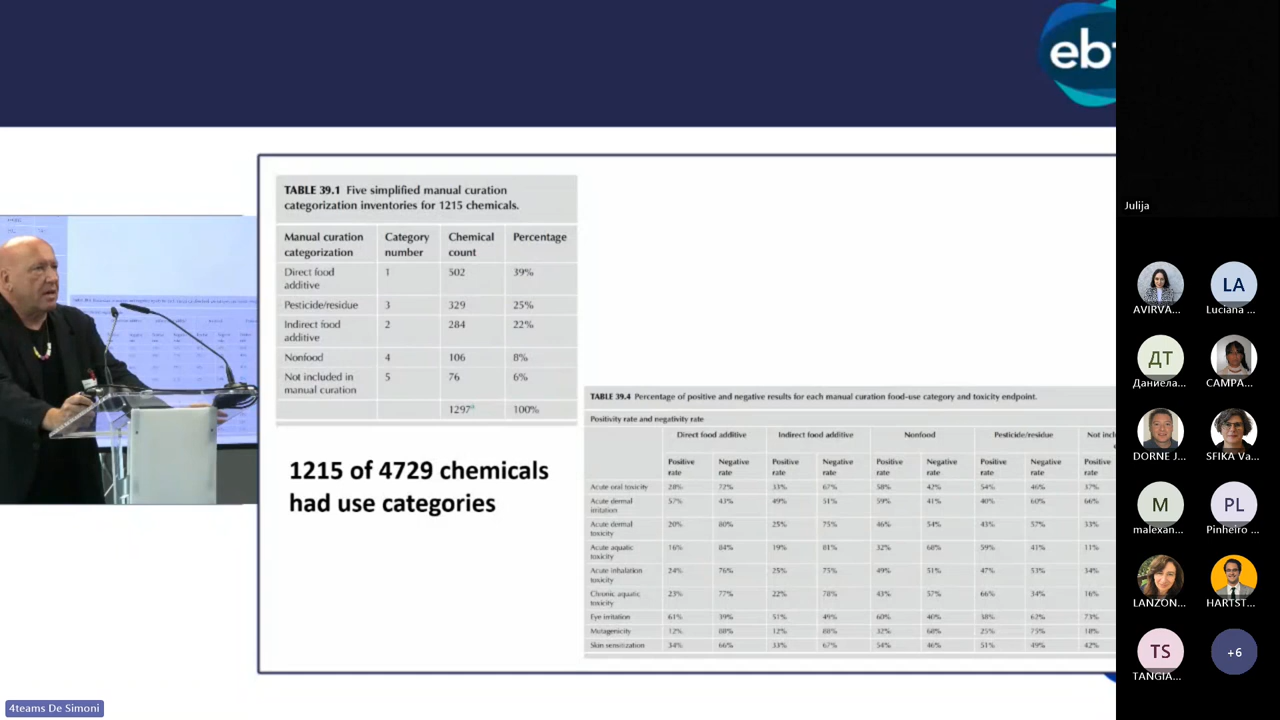 ebt
TABLE 39.1 Five simplified manual curation
categorization inventories for 1215 chemicals.
Manual curation categorization Category number Chemical count Percentage
Direct food additive 1 502 39%
Pesticide/residue 3 329 25%
Indirect food additive 2 284 22%
Nonfood 4 106 8%
Not included in manual curation 5 76 6%
1297ª 100%
1215 of 4729 chemicals
had use categories
TABLE 39.4 Percentage of positive and negative results for each manual curation food-use category and toxicity endpoint.
Positivity rate and negativity rate
Direct food additive Indirect food additive Nonfood Pesticide/residue
Positive rate Negative rate Positive rate Negative rate Positive rate Negative rate Positive rate Negative rate Positive rate
Acute oral toxicity 28% 72% 33% 67% 58% 42% 54% 46% 37%
Acute dermal irritation 57% 43% 49% 51% 59% 41% 40% 60% 66%
Acute dermal toxicity 20% 80% 25% 75% 46% 54% 43% 57% 33%
Acute aquatic toxicity 16% 84% 19% 81% 32% 68% 59% 41% 11%
Acute inhalation toxicity 24% 76% 25% 75% 49% 51% 47% 53% 34%
Chronic aquatic toxicity 23% 77% 22% 78% 43% 57% 66% 34% 16%
Eye irritation 61% 39% 51% 49% 60% 40% 38% 62% 73%
Mutagenicity 12% 88% 12% 88% 32% 68% 25% 75% 18%
Skin sensitization 34% 66% 33% 67% 54% 46% 51% 49% 42%
Julija
LA
AVIRVA... Luciana ...
ДТ
Даниела... CAMPA...
DORNE J... SFIKA Va...
M PL
malexan... Pinheiro ...
LANZON... HARTST...
TS +6
TANGIA...
4teams De Simoni